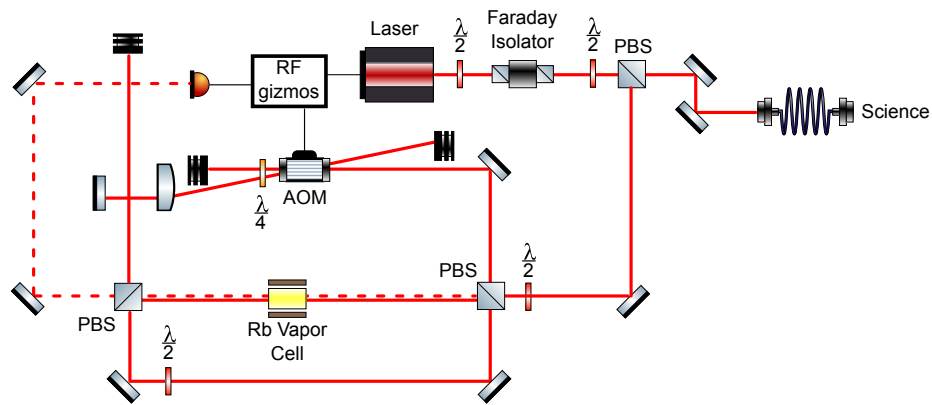 Laser
λ
2
Faraday
Isolator
λ
2
PBS
RF
gizmos
Science
AOM
λ
4
PBS
λ
2
PBS
Rb Vapor
Cell
λ
2